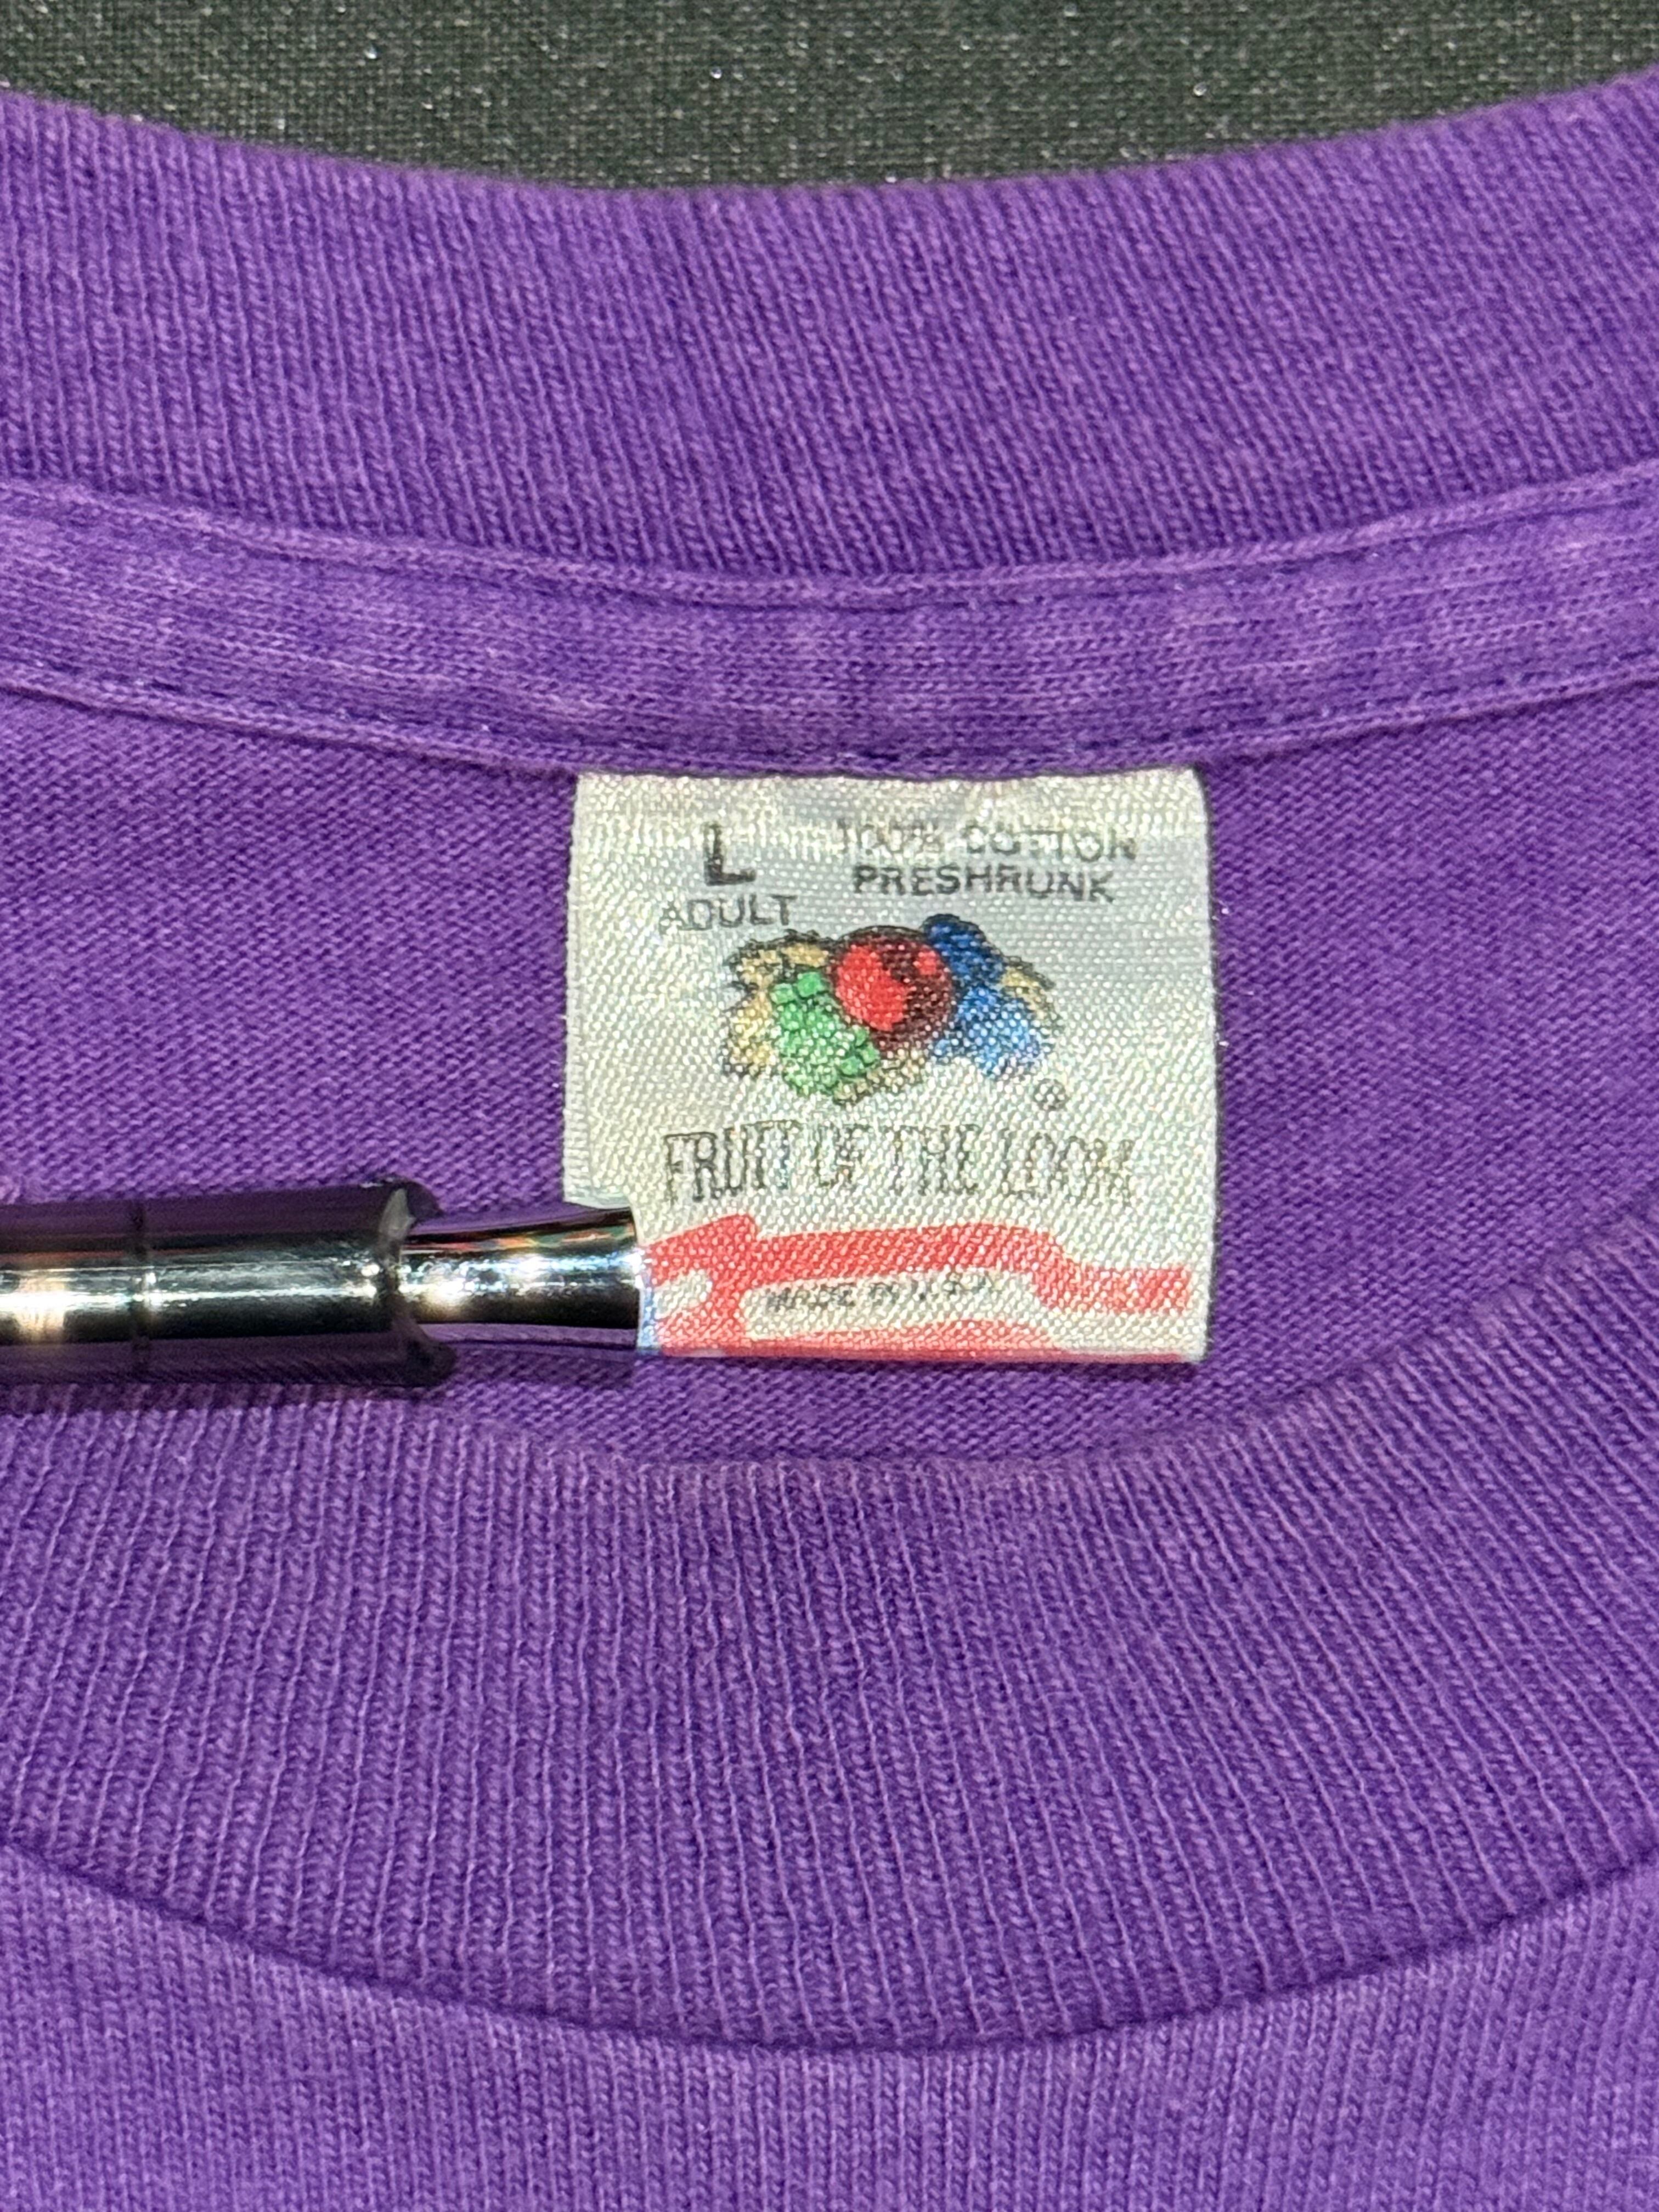 L
ADULT
100% COTTON
PRESHRUNK
®
FRUIT OF THE LOOM
MADE IN U.S.A.